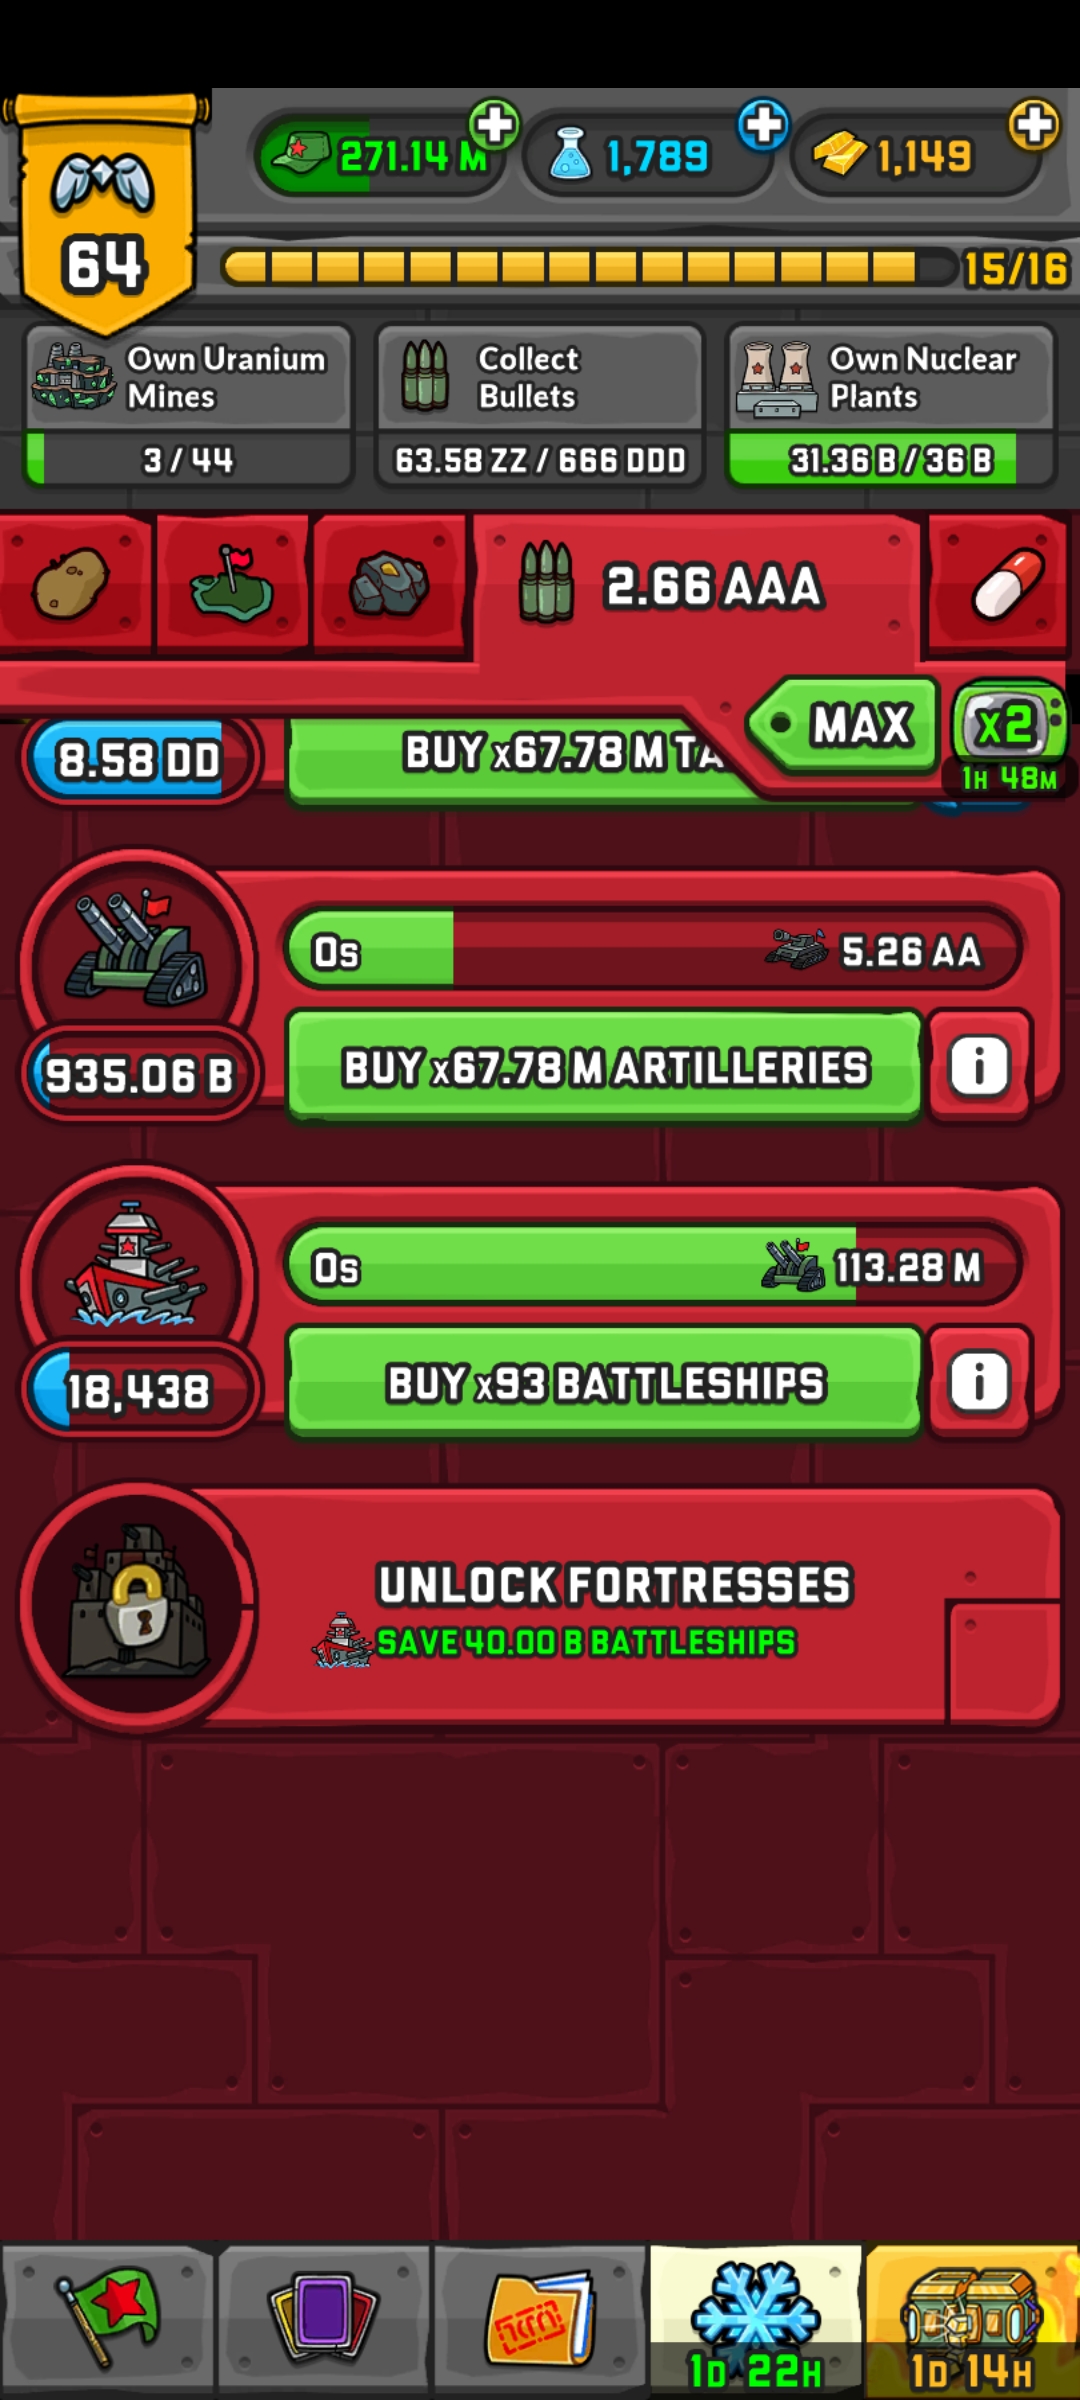 271.14 M
1,789
1,149
64
15/16
Own Uranium
Mines
3 / 44
Collect
Bullets
63.58 ZZ / 666 DDD
Own Nuclear
Plants
31.36 B / 36 B
2.66 AAA
MAX
X2
1H 48M
8.58 DD
BUY x67.78 M TA
0s
5.26 AA
935.06 B
BUY x67.78 M ARTILLERIES
i
0s
113.28 M
18,438
BUY x93 BATTLESHIPS
i
UNLOCK FORTRESSES
SAVE 40.00 B BATTLESHIPS
1D 22H
1D 14H